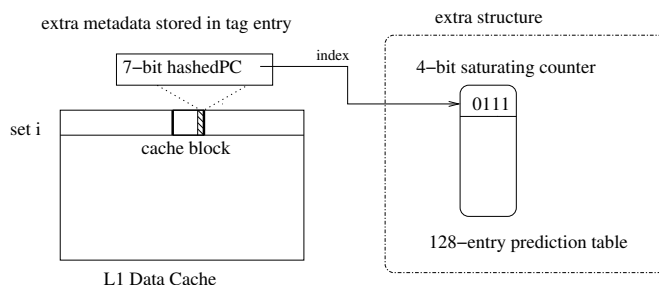 extra metadata stored in tag entry
7−bit hashedPC
index
set i
cache block
L1 Data Cache
extra structure
4−bit saturating counter
0111
128−entry prediction table